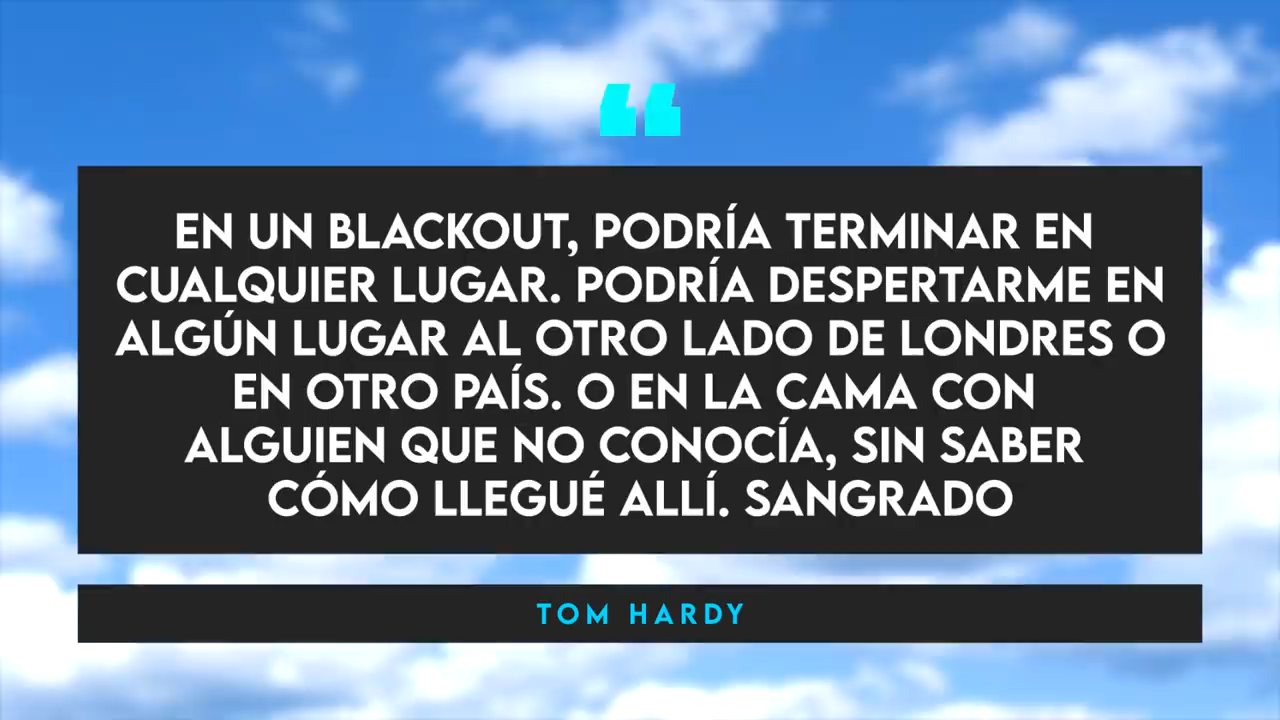 “
EN UN BLACKOUT, PODRÍA TERMINAR EN
CUALQUIER LUGAR. PODRÍA DESPERTARME EN
ALGÚN LUGAR AL OTRO LADO DE LONDRES O
EN OTRO PAÍS. O EN LA CAMA CON
ALGUIEN QUE NO CONOCÍA, SIN SABER
CÓMO LLEGUÉ ALLÍ. SANGRADO
TOM HARDY